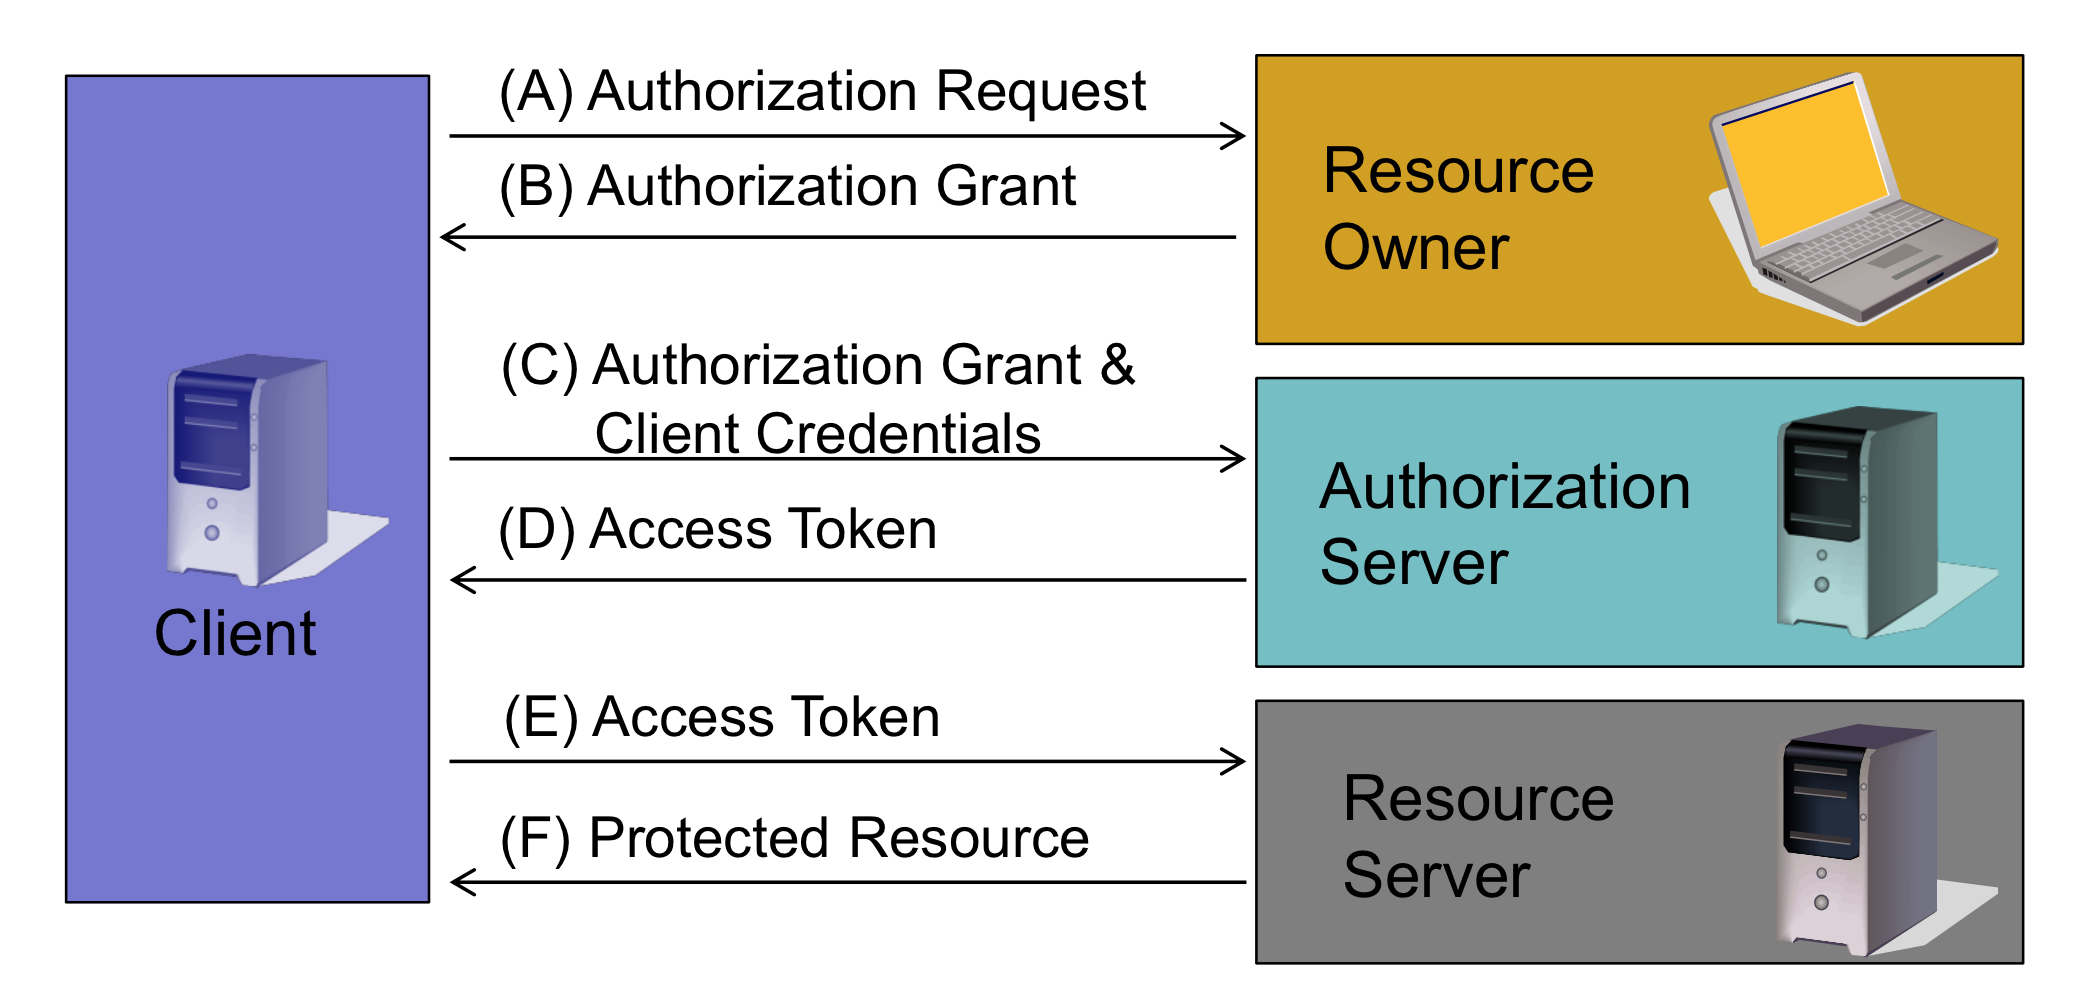 (A) Authorization Request
(B) Authorization Grant
Resource
Owner
(C) Authorization Grant &
Client Credentials
(D) Access Token
Authorization
Server
Client
(E) Access Token
(F) Protected Resource
Resource
Server